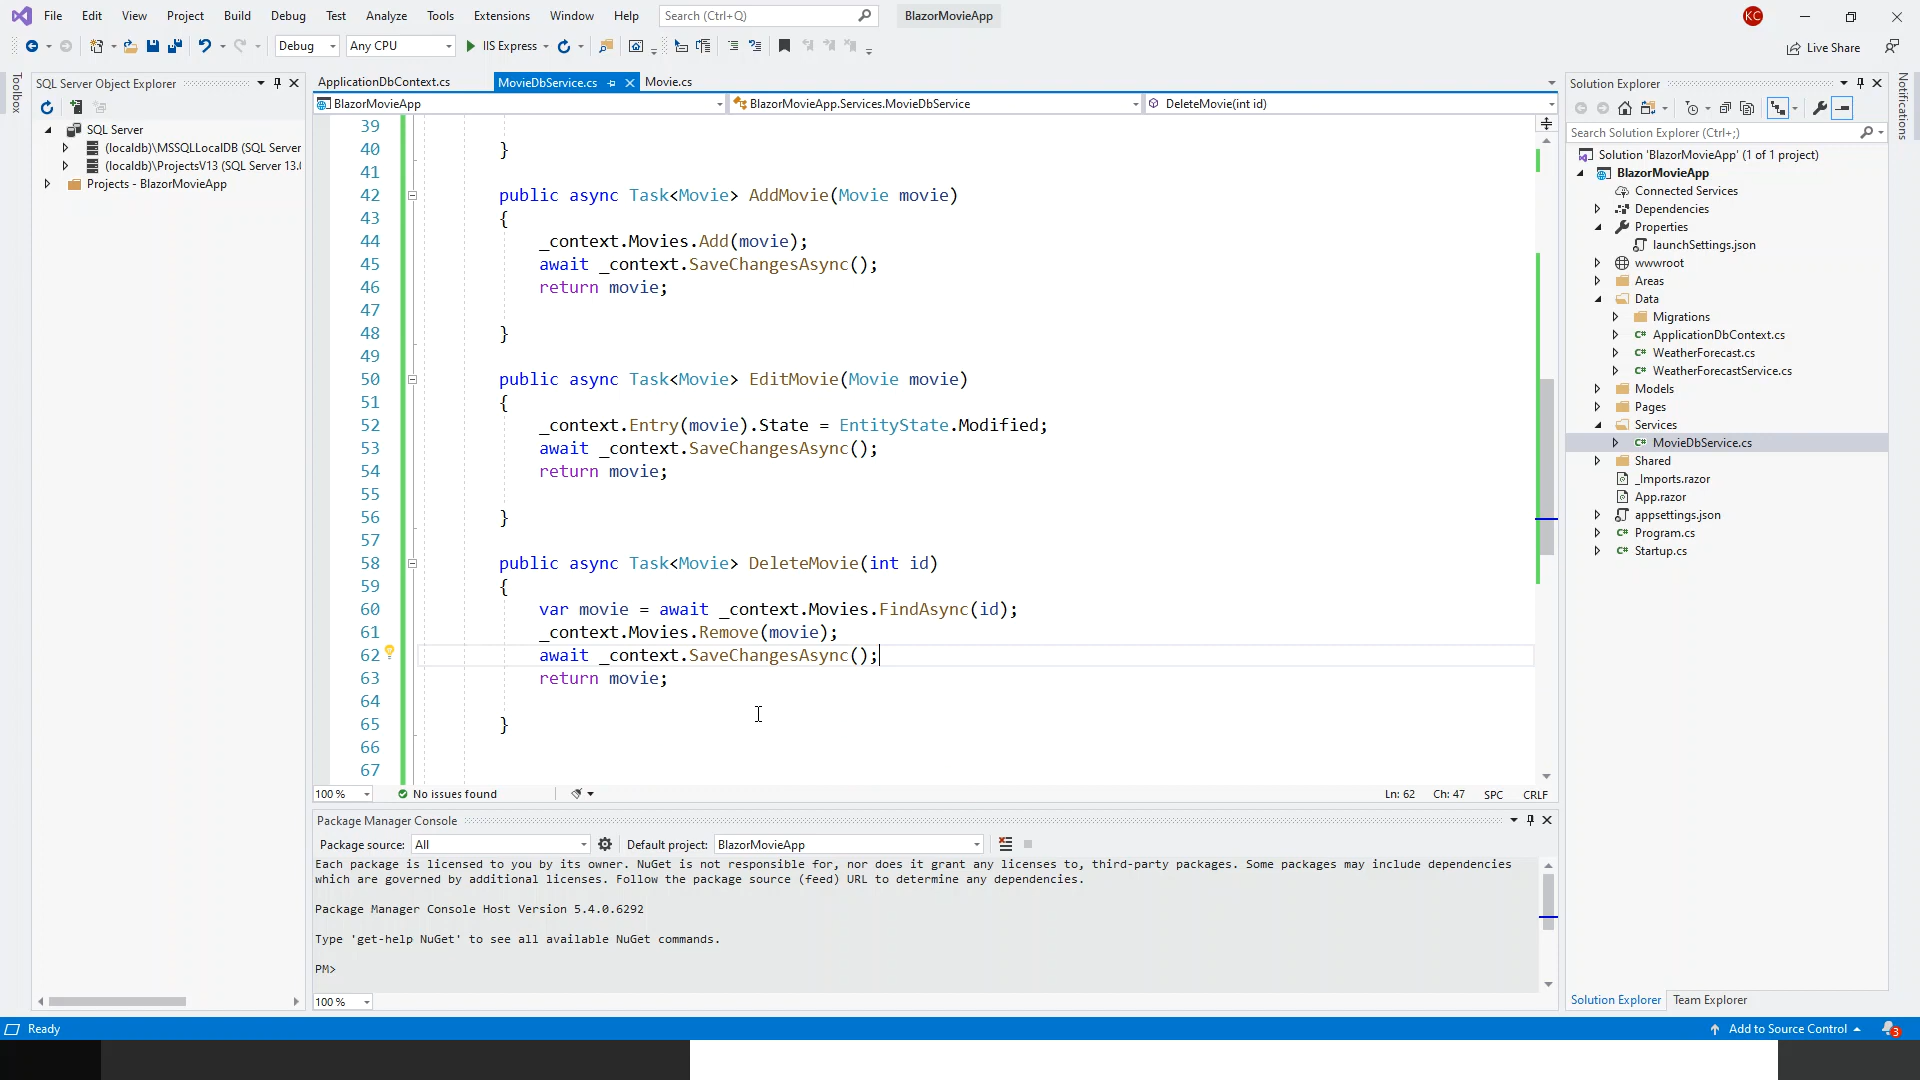 File Edit View Project Build Debug Test Analyze Tools Extensions Window Help Search (Ctrl+Q) BlazorMovieApp KC
Debug Any CPU IIS Express Live Share
Toolbox
SQL Server Object Explorer
SQL Server
(localdb)\MSSQLLocalDB (SQL Server
(localdb)\ProjectsV13 (SQL Server 13.0
Projects - BlazorMovieApp
ApplicationDbContext.cs MovieDbService.cs Movie.cs
BlazorMovieApp BlazorMovieApp.Services.MovieDbService DeleteMovie(int id)
39
40 }
41
42 public async Task<Movie> AddMovie(Movie movie)
43 {
44 _context.Movies.Add(movie);
45 await _context.SaveChangesAsync();
46 return movie;
47
48 }
49
50 public async Task<Movie> EditMovie(Movie movie)
51 {
52 _context.Entry(movie).State = EntityState.Modified;
53 await _context.SaveChangesAsync();
54 return movie;
55
56 }
57
58 public async Task<Movie> DeleteMovie(int id)
59 {
60 var movie = await _context.Movies.FindAsync(id);
61 _context.Movies.Remove(movie);
62 await _context.SaveChangesAsync();
63 return movie;
64
65 }
66
67
100 % No issues found Ln: 62 Ch: 47 SPC CRLF
Package Manager Console
Package source: All Default project: BlazorMovieApp
Each package is licensed to you by its owner. NuGet is not responsible for, nor does it grant any licenses to, third-party packages. Some packages may include dependencies
which are governed by additional licenses. Follow the package source (feed) URL to determine any dependencies.
Package Manager Console Host Version 5.4.0.6292
Type 'get-help NuGet' to see all available NuGet commands.
PM>
100 %
Solution Explorer
Search Solution Explorer (Ctrl+;)
Solution 'BlazorMovieApp' (1 of 1 project)
BlazorMovieApp
Connected Services
Dependencies
Properties
launchSettings.json
wwwroot
Areas
Data
Migrations
ApplicationDbContext.cs
WeatherForecast.cs
WeatherForecastService.cs
Models
Pages
Services
MovieDbService.cs
Shared
_Imports.razor
App.razor
appsettings.json
Program.cs
Startup.cs
Solution Explorer Team Explorer
Notifications
Ready Add to Source Control 3